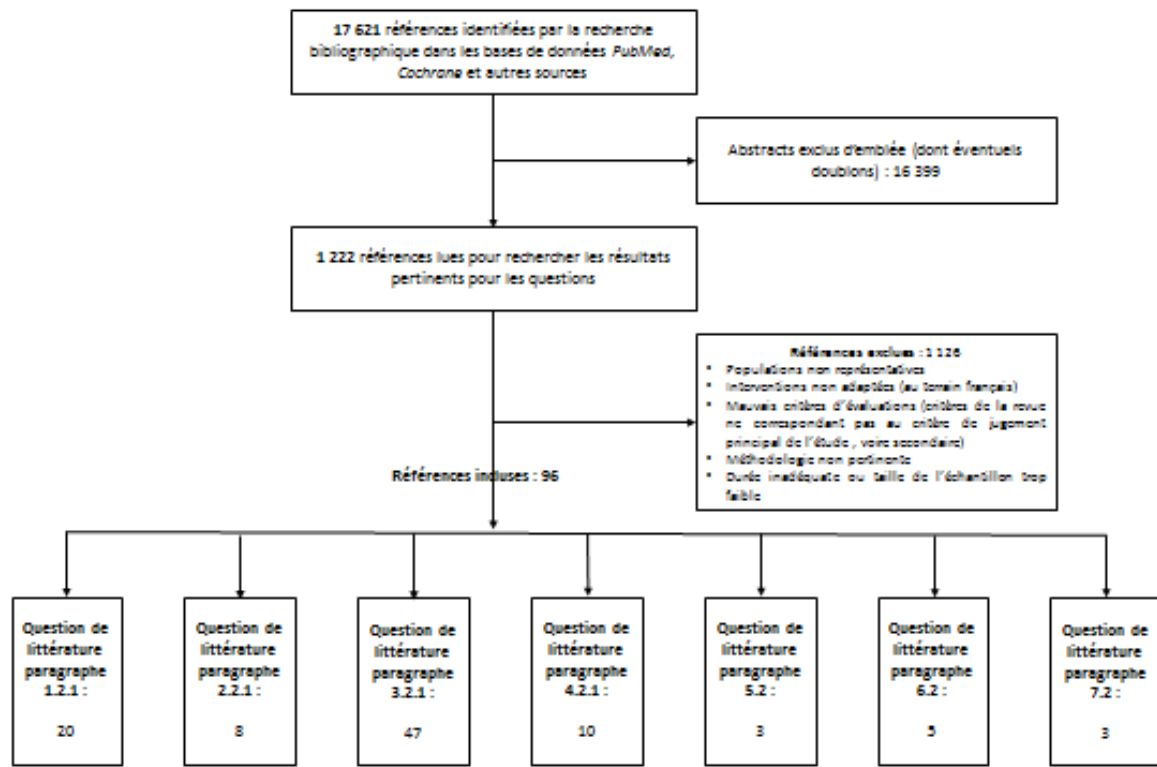 17 621 références identifiées par la recherche
bibliographique dans les bases de données PubMed,
Cochrane et autres sources
Abstracts exclus d'emblée (dont éventuels
doublons) : 16 399
1 222 références lues pour rechercher les résultats
pertinents pour les questions
Références exclues : 1 126
• Populations non représentatives
• Interventions non adaptées (au terrain français)
• Mauvais critères d'évaluations (critères de la revue
ne correspondant pas au critère de jugement
principal de l'étude , voire secondaire)
• Méthodologie non pertinente
• Durée inadéquate ou taille de l'échantillon trop
faible
Références incluses : 96
Question de
littérature
paragraphe
1.2.1 :
20
Question de
littérature
paragraphe
2.2.1 :
8
Question de
littérature
paragraphe
3.2.1 :
47
Question de
littérature
paragraphe
4.2.1 :
10
Question de
littérature
paragraphe
5.2 :
3
Question de
littérature
paragraphe
6.2 :
5
Question de
littérature
paragraphe
7.2 :
3